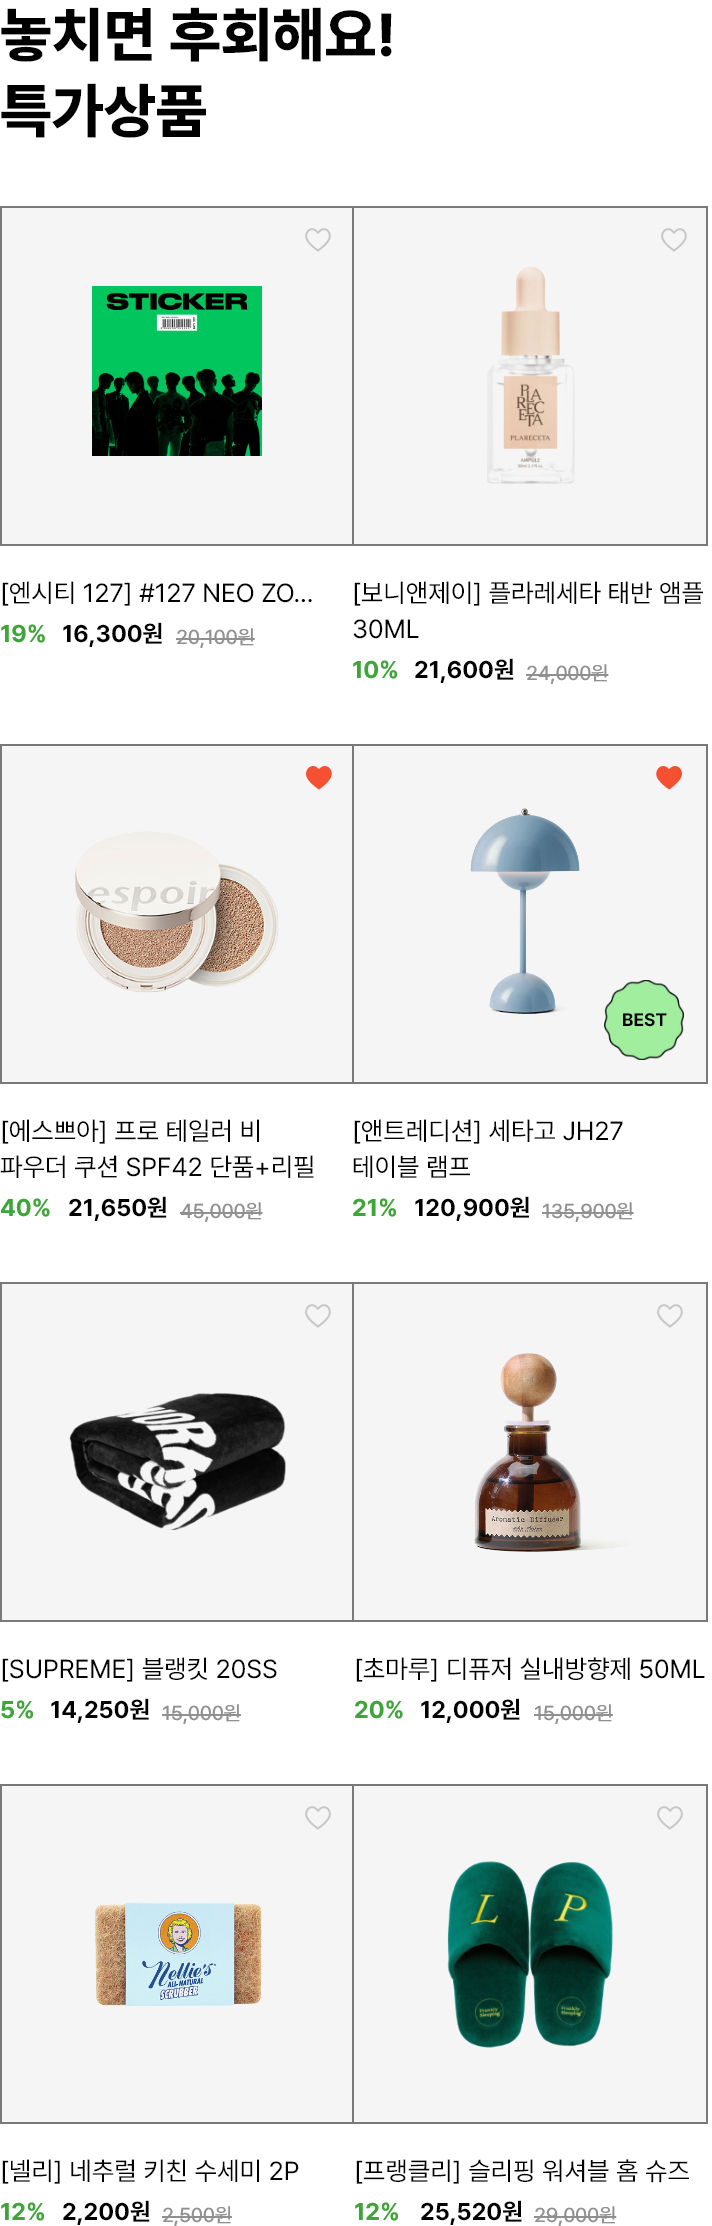 놓치면 후회해요!
특가상품
STICKER
PLA
REC
ETA
PLARECETA
AMPOULE
[엔시티 127] #127 NEO ZO...
19% 16,300원 20,100원
[보니앤제이] 플라레세타 태반 앰플
30ML
10% 21,600원 24,000원
espoir
BEST
[에스쁘아] 프로 테일러 비
파우더 쿠션 SPF42 단품+리필
40% 21,650원 45,000원
[앤트레디션] 세타고 JH27
테이블 램프
21% 120,900원 135,900원
Aromatic Diffuser
[SUPREME] 블랭킷 20SS
5% 14,250원 15,000원
[초마루] 디퓨저 실내방향제 50ML
20% 12,000원 15,000원
Nellie's
ALL-NATURAL
SCRUBBER
L P
[넬리] 네추럴 키친 수세미 2P
12% 2,200원 2,500원
[프랭클리] 슬리핑 워셔블 홈 슈즈
12% 25,520원 29,000원